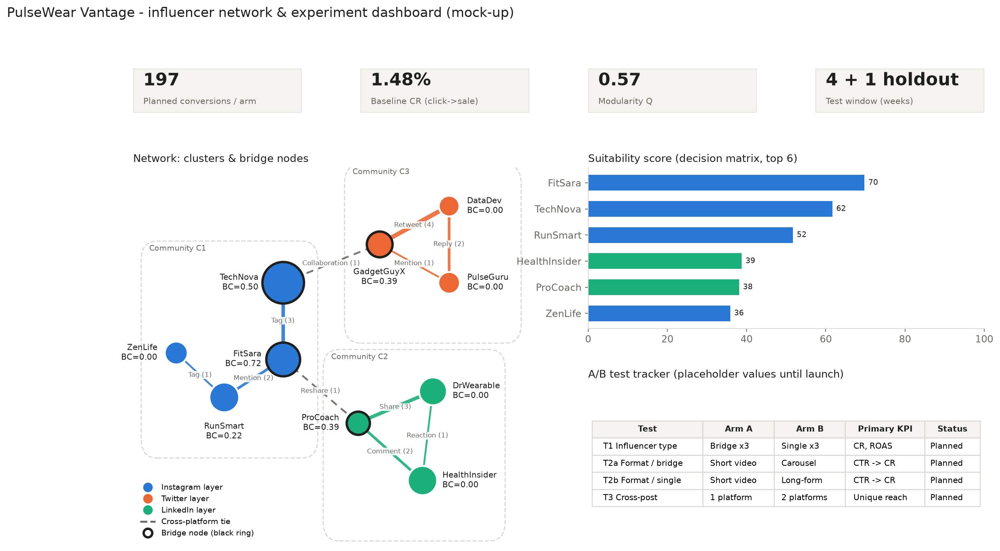 PulseWear Vantage - influencer network & experiment dashboard (mock-up)
197
Planned conversions / arm
1.48%
Baseline CR (click->sale)
0.57
Modularity Q
4 + 1 holdout
Test window (weeks)
Network: clusters & bridge nodes
Community C3
DataDev
BC=0.00
Retweet (4)
Reply (2)
Mention (1)
GadgetGuyX
BC=0.39
PulseGuru
BC=0.00
Community C1
Collaboration (1)
TechNova
BC=0.50
Tag (3)
ZenLife
BC=0.00
FitSara
BC=0.72
Tag (1)
Mention (2)
RunSmart
BC=0.22
Community C2
Reshare (1)
DrWearable
BC=0.00
Share (3)
ProCoach
BC=0.39
Reaction (1)
Comment (2)
HealthInsider
BC=0.00
Instagram layer
Twitter layer
LinkedIn layer
Cross-platform tie
Bridge node (black ring)
Suitability score (decision matrix, top 6)
FitSara 70
TechNova 62
RunSmart 52
HealthInsider 39
ProCoach 38
ZenLife 36
0 20 40 60 80 100
A/B test tracker (placeholder values until launch)
Test Arm A Arm B Primary KPI Status
T1 Influencer type Bridge x3 Single x3 CR, ROAS Planned
T2a Format / bridge Short video Carousel CTR -> CR Planned
T2b Format / single Short video Long-form CTR -> CR Planned
T3 Cross-post 1 platform 2 platforms Unique reach Planned